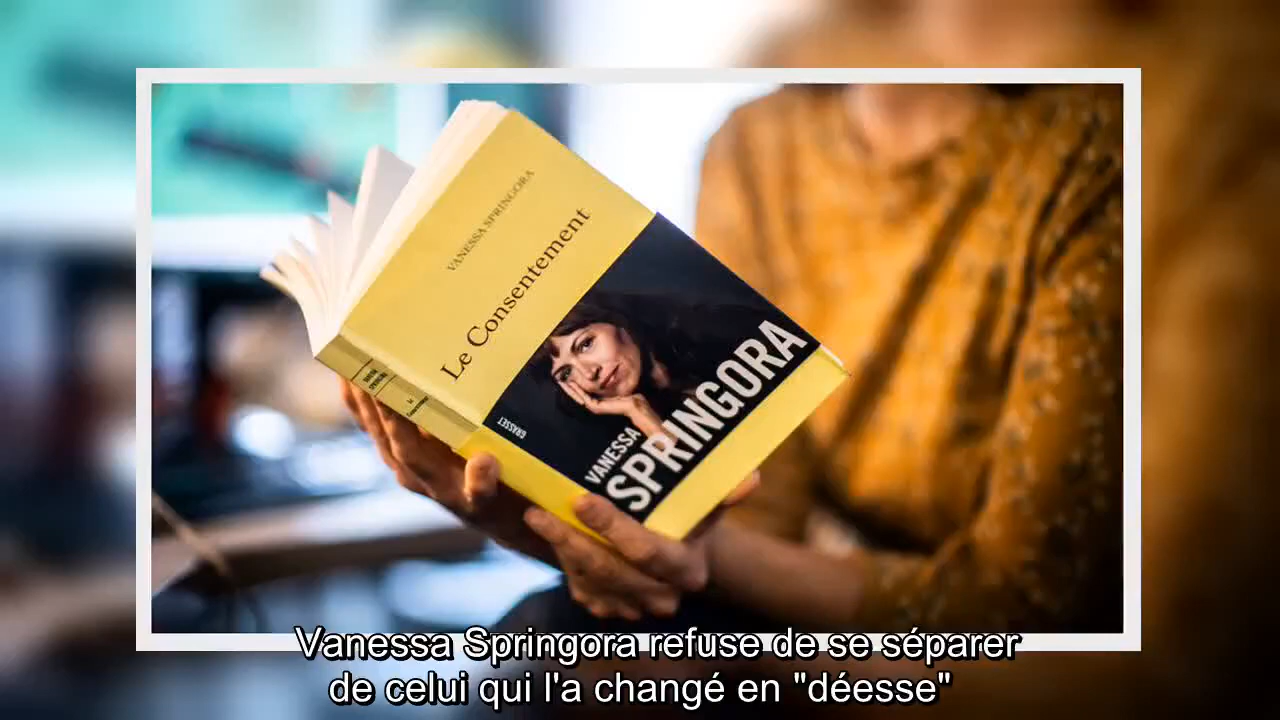 VANESSA SPRINGORA
Le Consentement
GRASSET
VANESSA
SPRINGORA
Vanessa Springora refuse de se séparer
de celui qui l'a changé en "déesse"